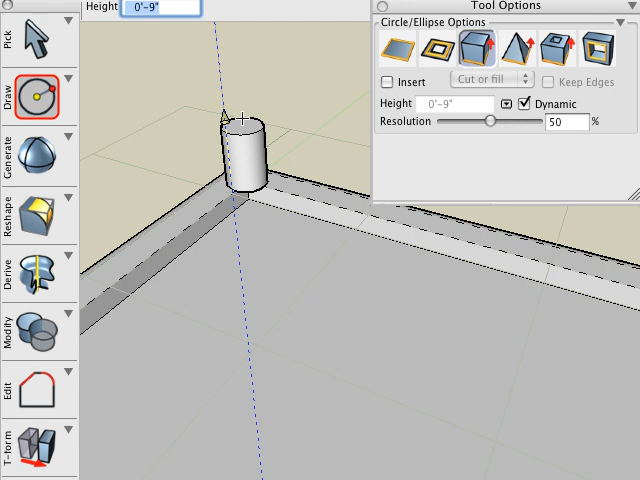 Height 0'-9"
Tool Options
Circle/Ellipse Options
Insert
Cut or fill
Keep Edges
Height 0'-9" Dynamic
Resolution 50 %
Pick
Draw
Generate
Reshape
Derive
Modify
Edit
T-form